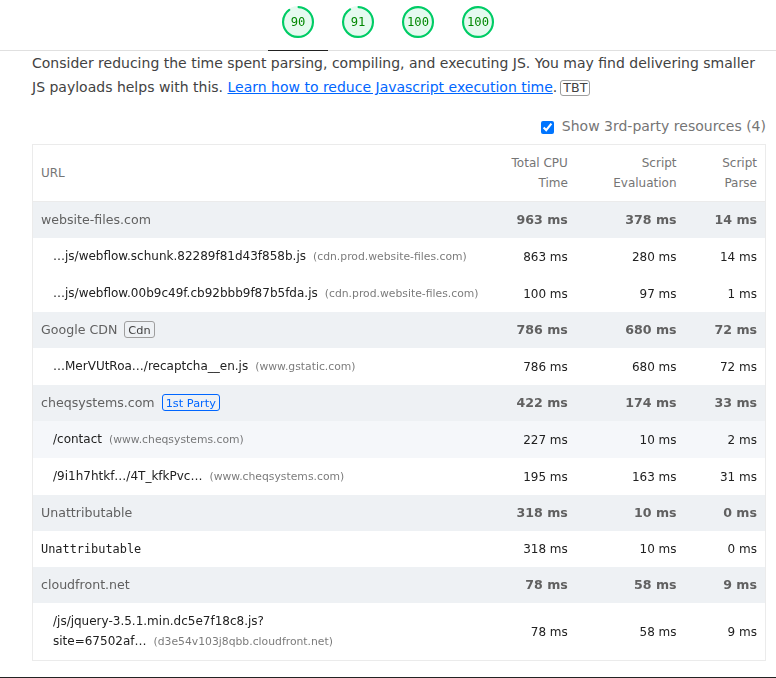 90 91 100 100
Consider reducing the time spent parsing, compiling, and executing JS. You may find delivering smaller
JS payloads helps with this. Learn how to reduce Javascript execution time. TBT
Show 3rd-party resources (4)
URL Total CPU Time Script Evaluation Script Parse
website-files.com 963 ms 378 ms 14 ms
…js/webflow.schunk.82289f81d43f858b.js (cdn.prod.website-files.com) 863 ms 280 ms 14 ms
…js/webflow.00b9c49f.cb92bbb9f87b5fda.js (cdn.prod.website-files.com) 100 ms 97 ms 1 ms
Google CDN Cdn 786 ms 680 ms 72 ms
…MerVUtRoa…/recaptcha__en.js (www.gstatic.com) 786 ms 680 ms 72 ms
cheqsystems.com 1st Party 422 ms 174 ms 33 ms
/contact (www.cheqsystems.com) 227 ms 10 ms 2 ms
/9i1h7htkf…/4T_kfkPvc… (www.cheqsystems.com) 195 ms 163 ms 31 ms
Unattributable 318 ms 10 ms 0 ms
Unattributable 318 ms 10 ms 0 ms
cloudfront.net 78 ms 58 ms 9 ms
/js/jquery-3.5.1.min.dc5e7f18c8.js?
site=67502af… (d3e54v103j8qbb.cloudfront.net) 78 ms 58 ms 9 ms